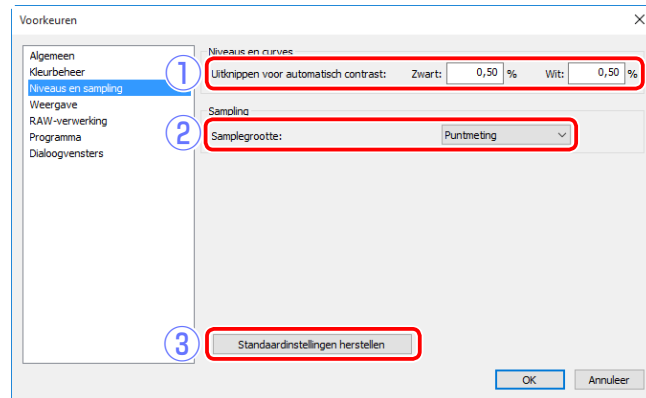 Voorkeuren
Algemeen
Kleurbeheer
Niveaus en sampling
Weergave
RAW-verwerking
Programma
Dialoogvensters
Niveaus en curves
1 Uitknippen voor automatisch contrast: Zwart: 0,50 % Wit: 0,50 %
Sampling
2 Samplegrootte: Puntmeting
3 Standaardinstellingen herstellen
OK Annuleer